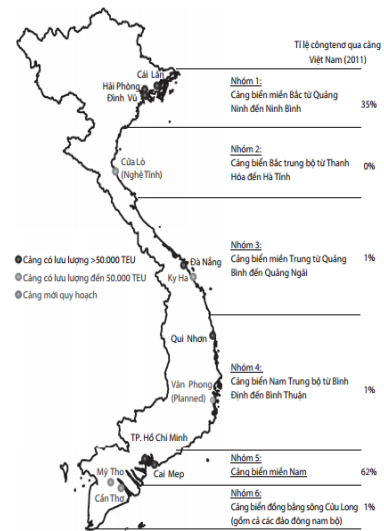 Tỉ lệ côngtenơ qua cảng
Việt Nam (2011)
Cái Lân
Hải Phòng
Đình Vũ
Nhóm 1:
Cảng biển miền Bắc từ Quảng
Ninh đến Ninh Bình
35%
Cửa Lò
(Nghệ Tĩnh)
Nhóm 2:
Cảng biển Bắc trung bộ từ Thanh
Hóa đến Hà Tĩnh
0%
Cảng có lưu lượng >50.000 TEU
Cảng có lưu lượng đến 50.000 TEU
Cảng mới quy hoạch
Đà Nẵng
Ky Ha
Nhóm 3:
Cảng biển miền Trung từ Quảng
Bình đến Quảng Ngãi
1%
Qui Nhơn
Vân Phong
(Planned)
Nhóm 4:
Cảng biển Nam Trung bộ từ Bình
Định đến Bình Thuận
1%
TP. Hồ Chí Minh
Cai Mep
Mỹ Tho
Cần Thơ
Nhóm 5:
Cảng biển miền Nam
62%
Nhóm 6:
Cảng biển đồng bằng sông Cửu Long
(gồm cả các đảo đông nam bộ)
1%